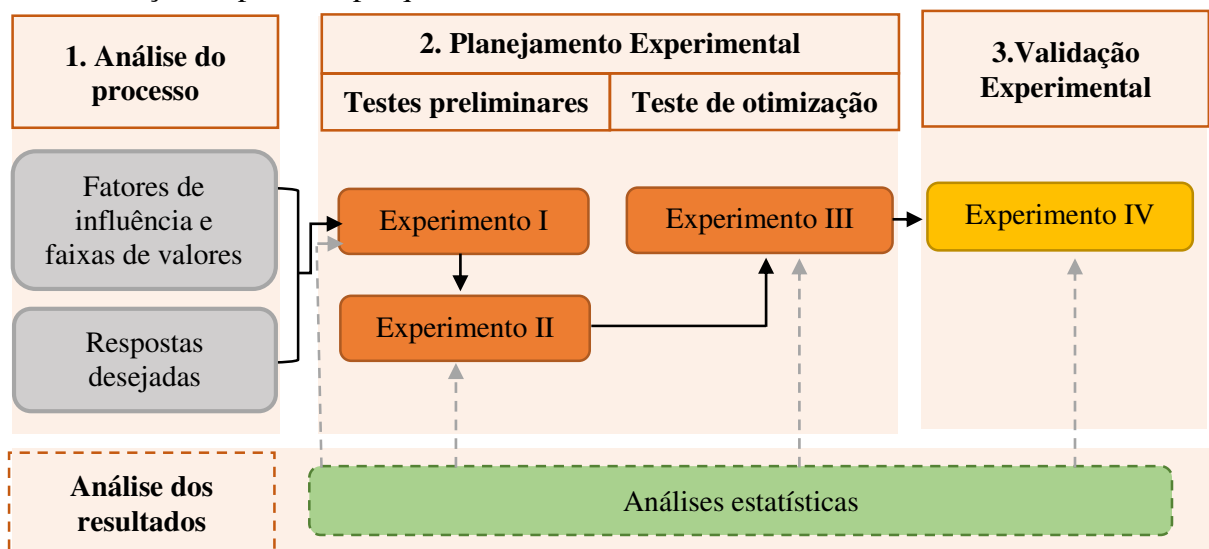 1. Análise do
processo
2. Planejamento Experimental
Testes preliminares
Teste de otimização
3.Validação
Experimental
Fatores de
influência e
faixas de valores
Respostas
desejadas
Experimento I
Experimento II
Experimento III
Experimento IV
Análise dos
resultados
Análises estatísticas